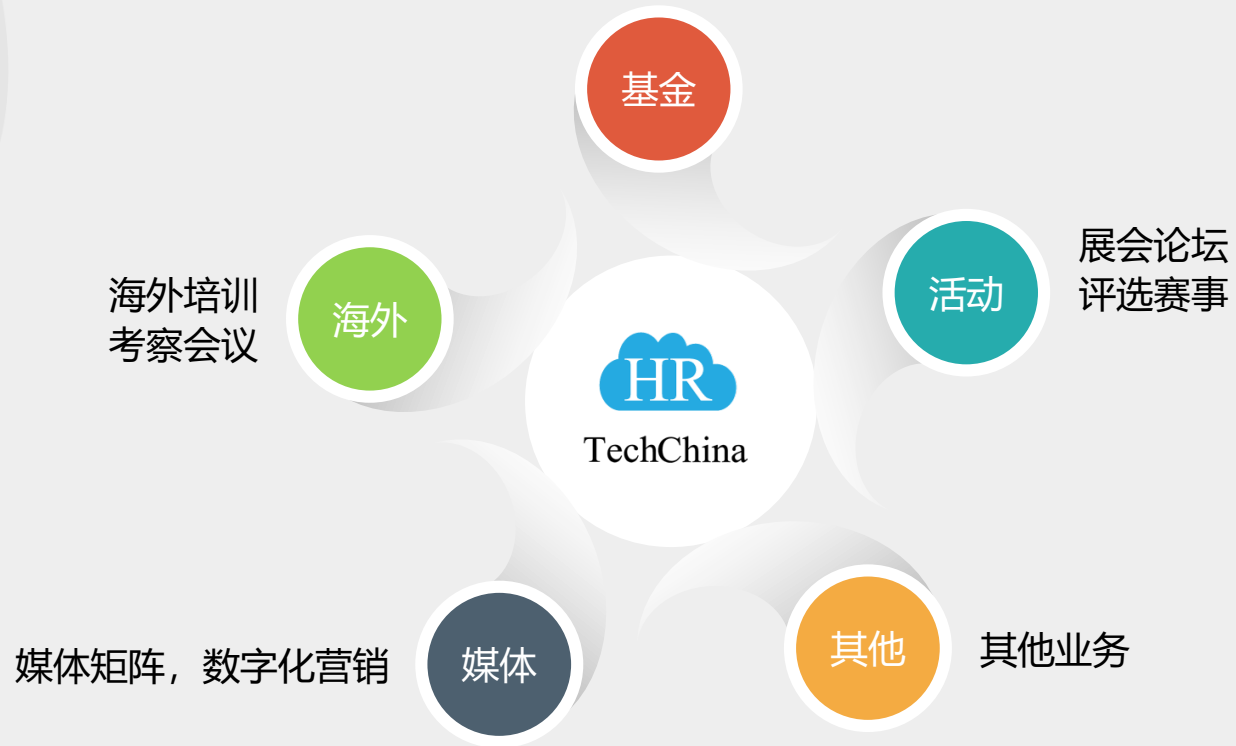 基金
活动
展会论坛
评选赛事
海外培训
考察会议
海外
HR
TechChina
媒体矩阵，数字化营销
媒体
其他
其他业务